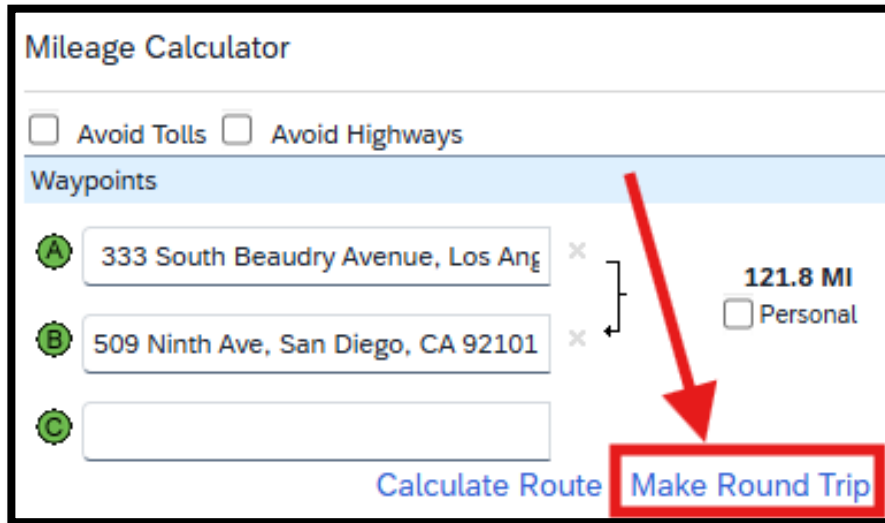 Mileage Calculator
Avoid Tolls Avoid Highways
Waypoints
A 333 South Beaudry Avenue, Los Ang
121.8 MI
Personal
B 509 Ninth Ave, San Diego, CA 92101
C
Calculate Route Make Round Trip